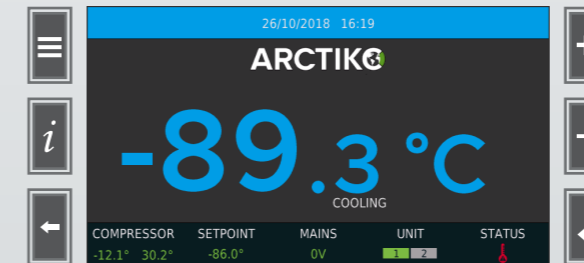 26/10/2018 16:19
ARCTIKO
-89.3 °C
COOLING
COMPRESSOR SETPOINT MAINS UNIT STATUS
-12.1° 30.2° -86.0° 0V 1 2
i